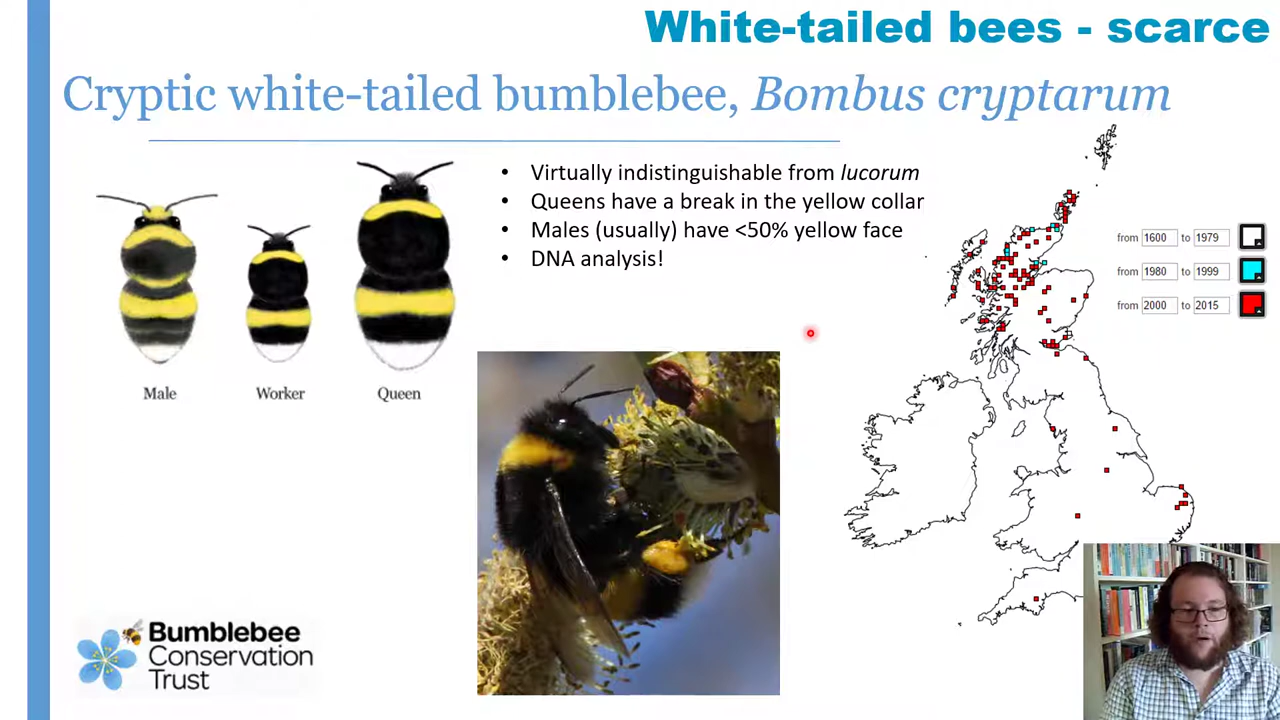 White-tailed bees - scarce
Cryptic white-tailed bumblebee, Bombus cryptarum
• Virtually indistinguishable from lucorum
• Queens have a break in the yellow collar
• Males (usually) have <50% yellow face
• DNA analysis!
from 1600 to 1979
from 1980 to 1999
from 2000 to 2015
Male
Worker
Queen
Bumblebee
Conservation
Trust